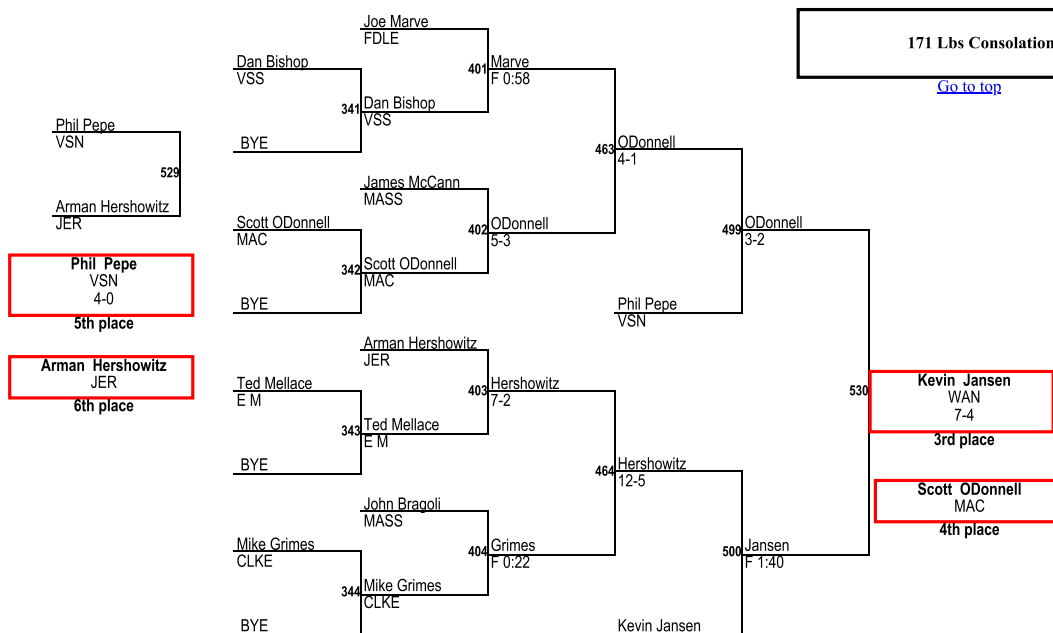 171 Lbs Consolation
Go to top
Phil Pepe
VSN
529
Arman Hershowitz
JER
Phil Pepe
VSN
4-0
5th place
Arman Hershowitz
JER
6th place
Dan Bishop
VSS
341
BYE
Scott ODonnell
MAC
342
BYE
Ted Mellace
E M
343
BYE
Mike Grimes
CLKE
344
BYE
Joe Marve
FDLE
401
Dan Bishop
VSS
James McCann
MASS
402
Scott ODonnell
MAC
Arman Hershowitz
JER
403
Ted Mellace
E M
John Bragoli
MASS
404
Mike Grimes
CLKE
Marve
F 0:58
463
ODonnell
5-3
Hershowitz
7-2
464
Grimes
F 0:22
ODonnell
4-1
499
Phil Pepe
VSN
Hershowitz
12-5
500
Kevin Jansen
ODonnell
3-2
530
Jansen
F 1:40
Kevin Jansen
WAN
7-4
3rd place
Scott ODonnell
MAC
4th place